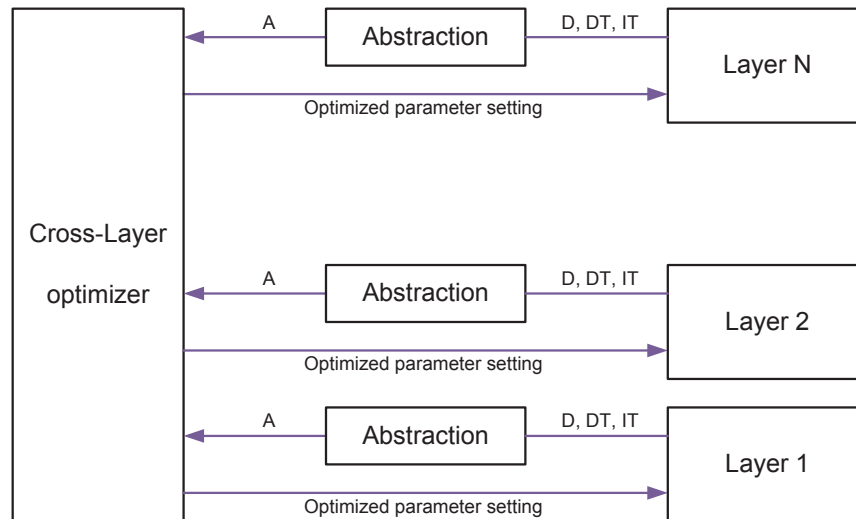 A
Abstraction
D, DT, IT
Layer N
Optimized parameter setting
Cross-Layer
optimizer
A
Abstraction
D, DT, IT
Layer 2
Optimized parameter setting
A
Abstraction
D, DT, IT
Layer 1
Optimized parameter setting